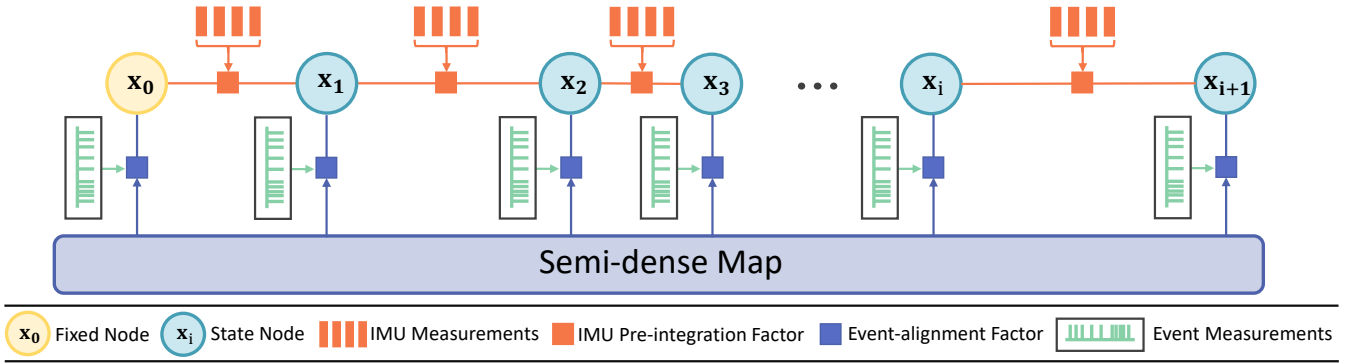 x₀ x₁ x₂ x₃ ... xᵢ xᵢ₊₁
Semi-dense Map
x₀ Fixed Node xᵢ State Node IMU Measurements IMU Pre-integration Factor Event-alignment Factor Event Measurements